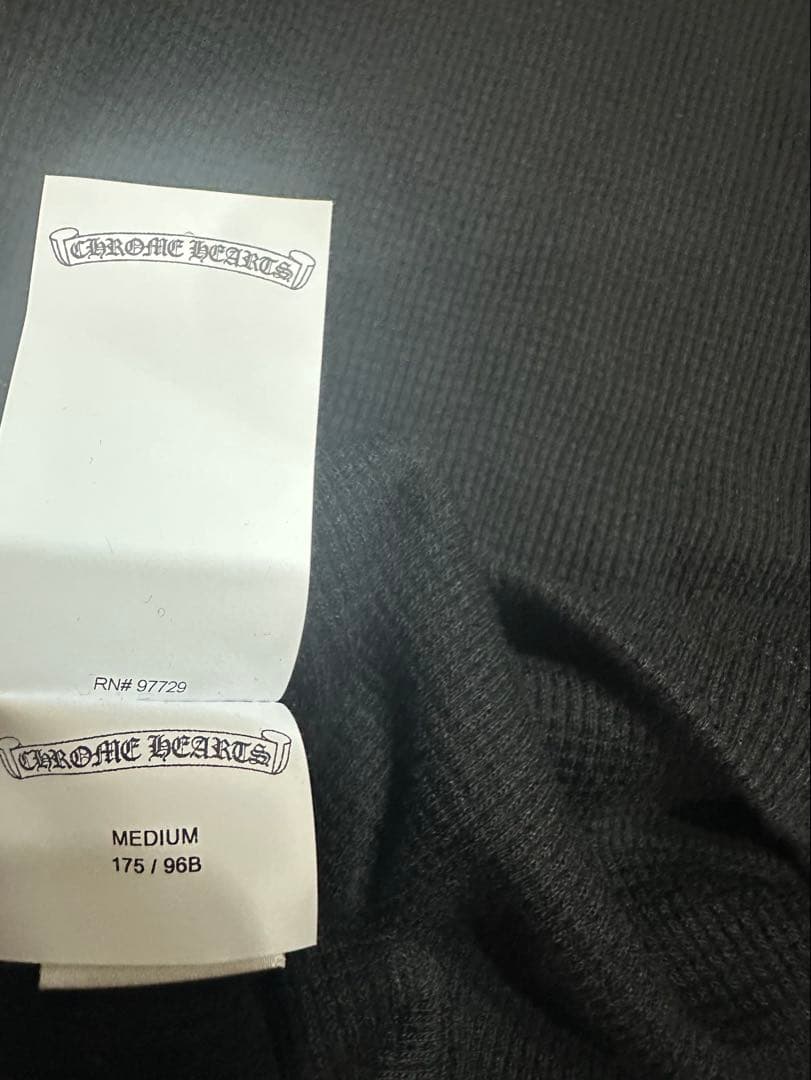 CHROME HEARTS
RN# 97729
CHROME HEARTS
MEDIUM
175 / 96B